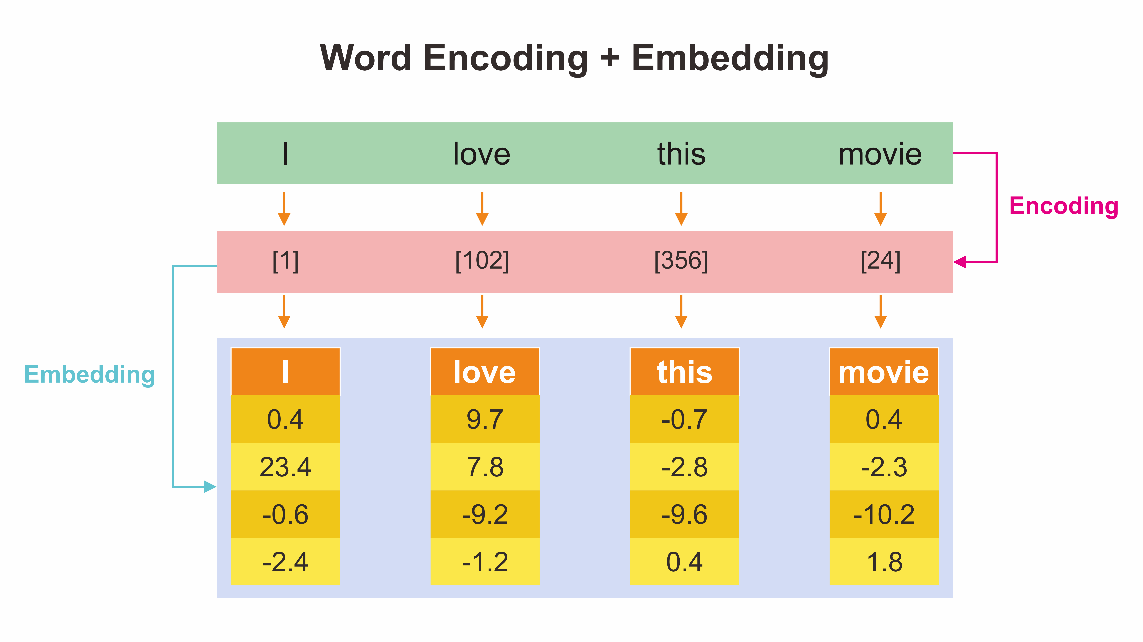 Word Encoding + Embedding
I love this movie
Encoding
[1] [102] [356] [24]
Embedding
I love this movie
0.4 9.7 -0.7 0.4
23.4 7.8 -2.8 -2.3
-0.6 -9.2 -9.6 -10.2
-2.4 -1.2 0.4 1.8